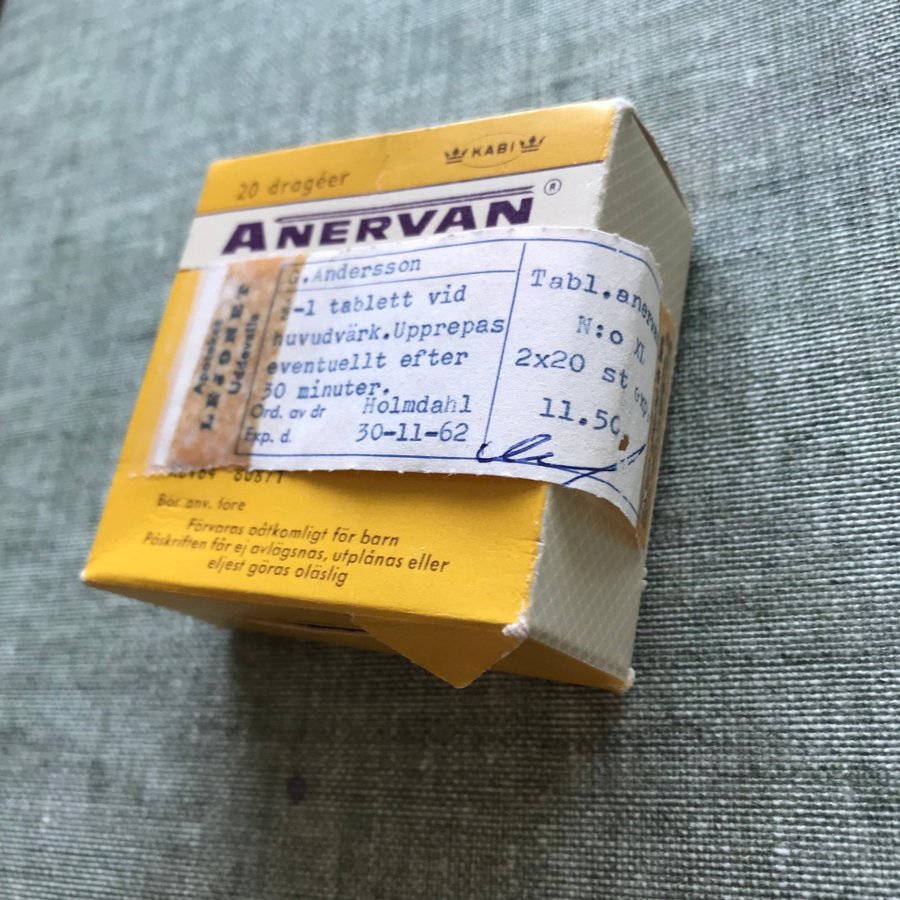 KABI
20 dragéer
ANERVAN®
Apoteket
LEJONET
Uddevalla
G.Andersson
-1 tablett vid
huvudvärk.Upprepas
eventuellt efter
30 minuter.
Ord. av dr Holmdahl
Exp. d. 30-11-62
Tabl.anerva
N:o XL
2x20 st
11.50
Bör anv. före
Förvaras oåtkomligt för barn
Påskriften får ej avlägsnas, utplånas eller
eljest göras oläslig